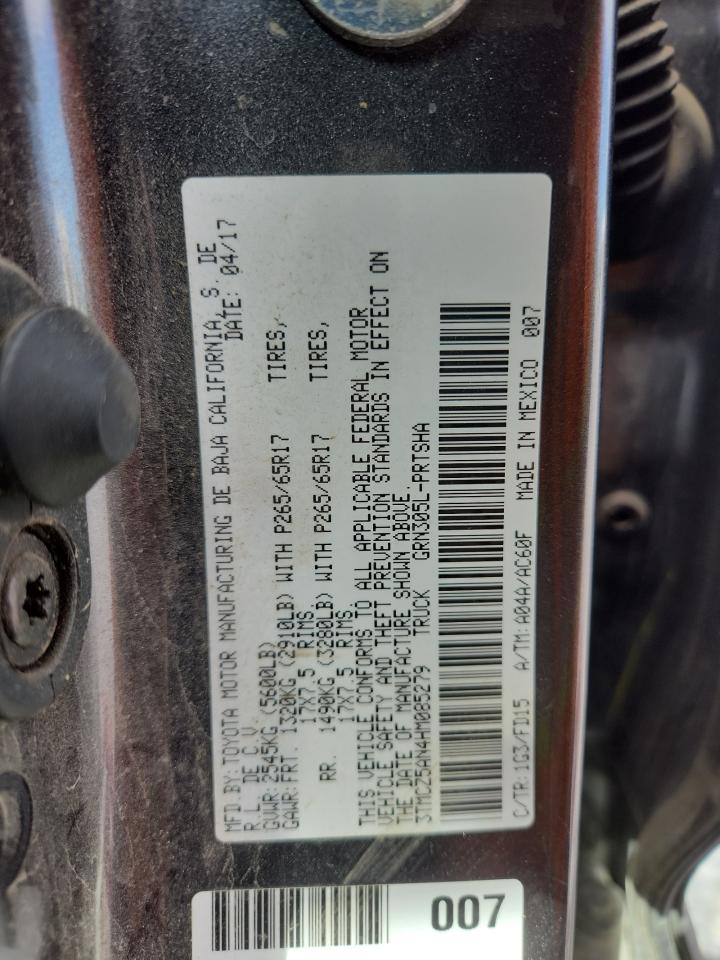 MFD.BY:TOYOTA MOTOR MANUFACTURING DE BAJA CALIFORNIA, S. DE
R.L. DE C.V. DATE: 04/17
GVWR:2545KG (5600LB)
GAWR:FRT. 1320KG (2910LB) WITH P265/65R17 TIRES,
17X7.5 RIMS.
RR. 1490KG (3280LB) WITH P265/65R17 TIRES,
17X7.5 RIMS.
THIS VEHICLE CONFORMS TO ALL APPLICABLE FEDERAL MOTOR
VEHICLE SAFETY AND THEFT PREVENTION STANDARDS IN EFFECT ON
THE DATE OF MANUFACTURE SHOWN ABOVE.
3TMCZ5AN4HM085279 TRUCK GRN305L-PRTSHA
C/TR:1G3/FD15 A/TM:A04A/AC60F MADE IN MEXICO 007
007